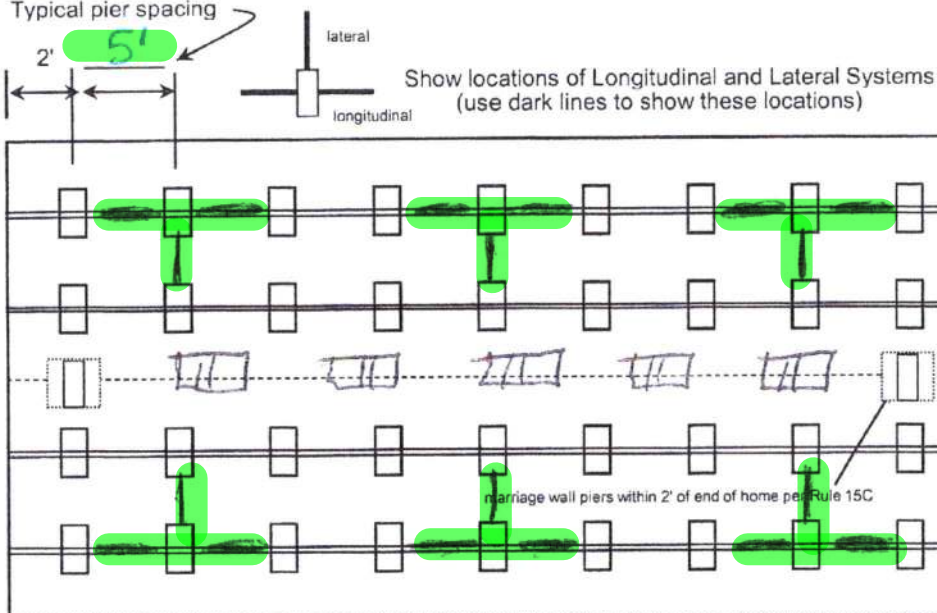 Typical pier spacing
2'
5'
lateral
longitudinal
Show locations of Longitudinal and Lateral Systems
(use dark lines to show these locations)
marriage wall piers within 2' of end of home per Rule 15C